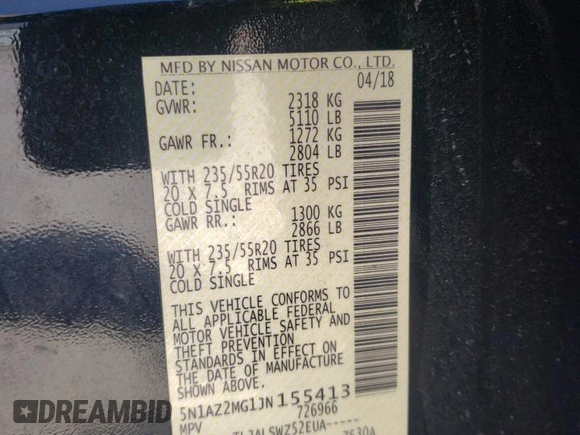 MFD BY NISSAN MOTOR CO., LTD.
DATE: 04/18
GVWR: 2318 KG
5110 LB
GAWR FR.: 1272 KG
2804 LB
WITH 235/55R20 TIRES
20 X 7.5 RIMS AT 35 PSI
COLD SINGLE
GAWR RR.: 1300 KG
2866 LB
WITH 235/55R20 TIRES
20 X 7.5 RIMS AT 35 PSI
COLD SINGLE
THIS VEHICLE CONFORMS TO
ALL APPLICABLE FEDERAL
MOTOR VEHICLE SAFETY AND
THEFT PREVENTION
STANDARDS IN EFFECT ON
THE DATE OF MANUFACTURE
SHOWN ABOVE.
5N1AZ2MG1JN155413
MPV 726966
AUTOBIDCAR